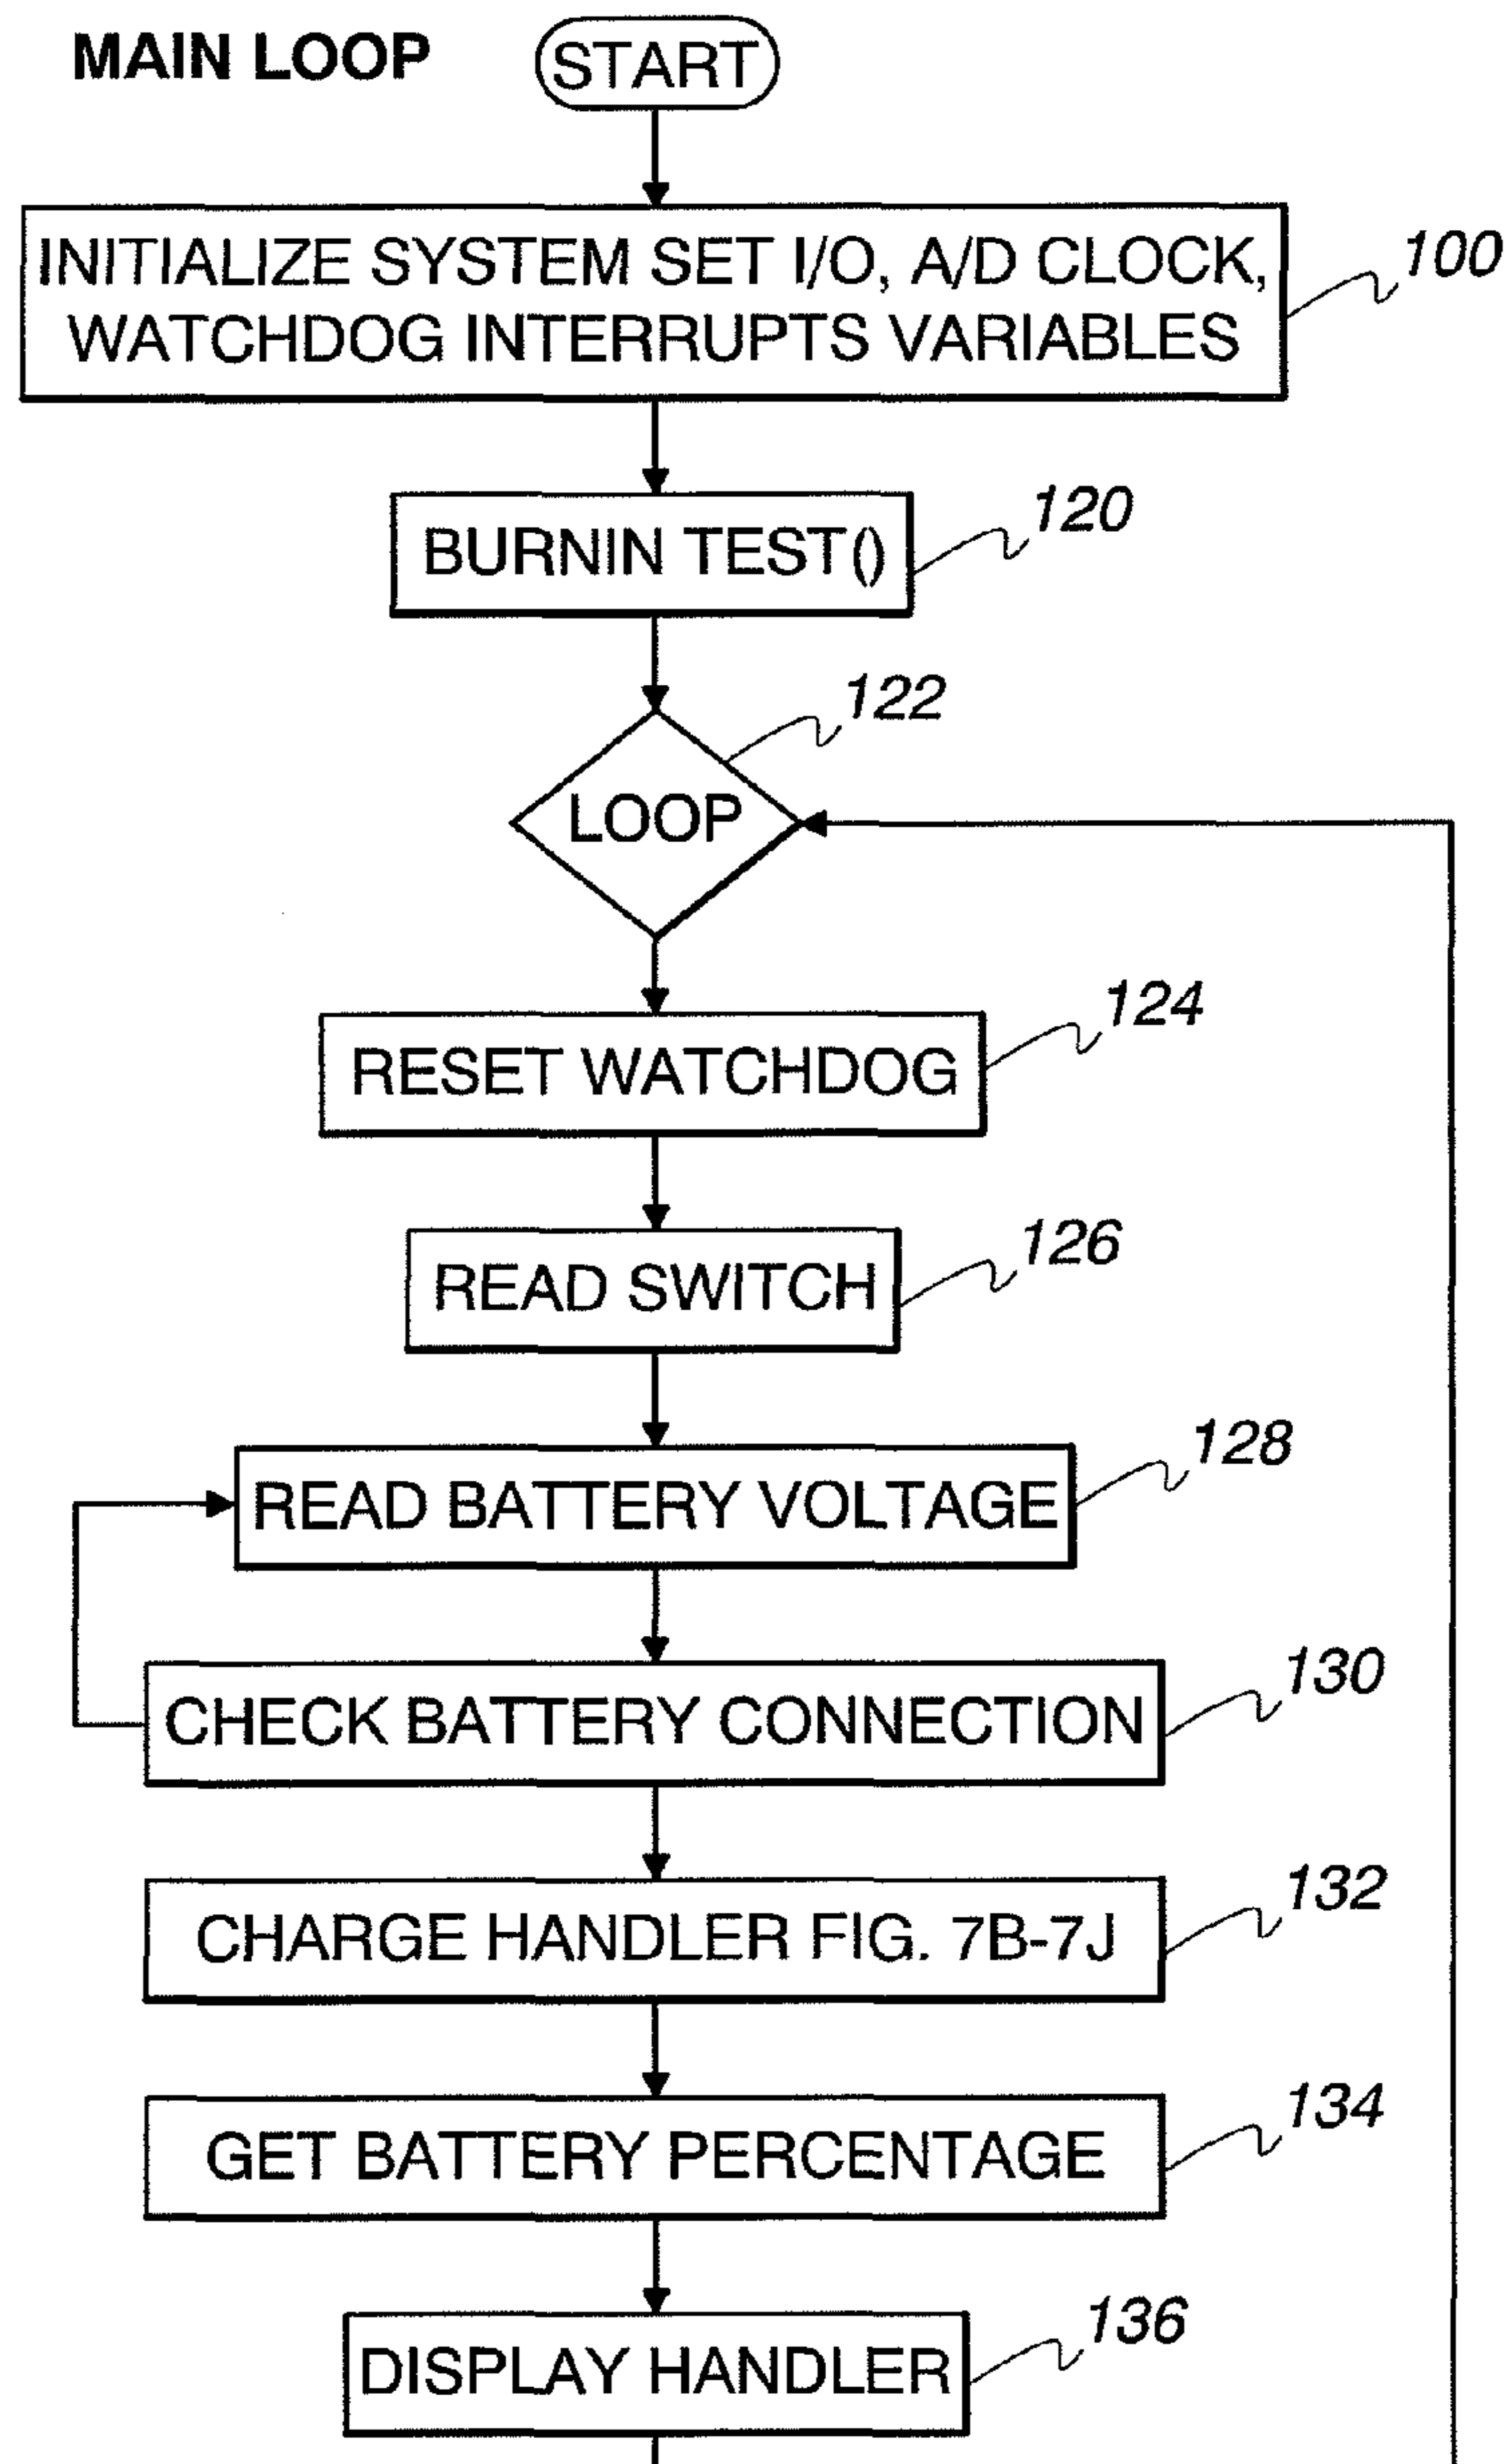 MAIN LOOP
START
INITIALIZE SYSTEM SET I/O, A/D CLOCK,
WATCHDOG INTERRUPTS VARIABLES
100
BURNIN TEST()
120
122
LOOP
124
RESET WATCHDOG
126
READ SWITCH
128
READ BATTERY VOLTAGE
130
CHECK BATTERY CONNECTION
132
CHARGE HANDLER FIG. 7B-7J
134
GET BATTERY PERCENTAGE
136
DISPLAY HANDLER